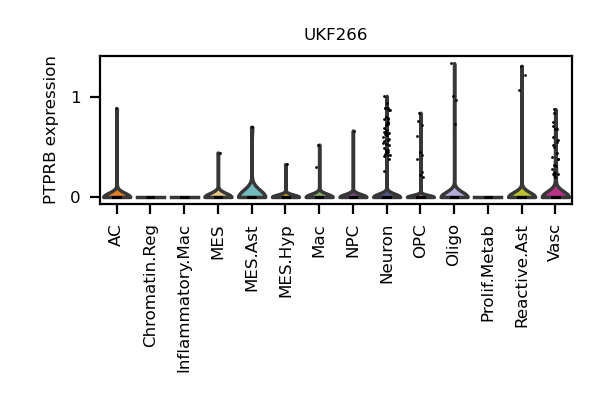 UKF266
PTPRB expression
1
0
AC
Chromatin.Reg
Inflammatory.Mac
MES
MES.Ast
MES.Hyp
Mac
NPC
Neuron
OPC
Oligo
Prolif.Metab
Reactive.Ast
Vasc